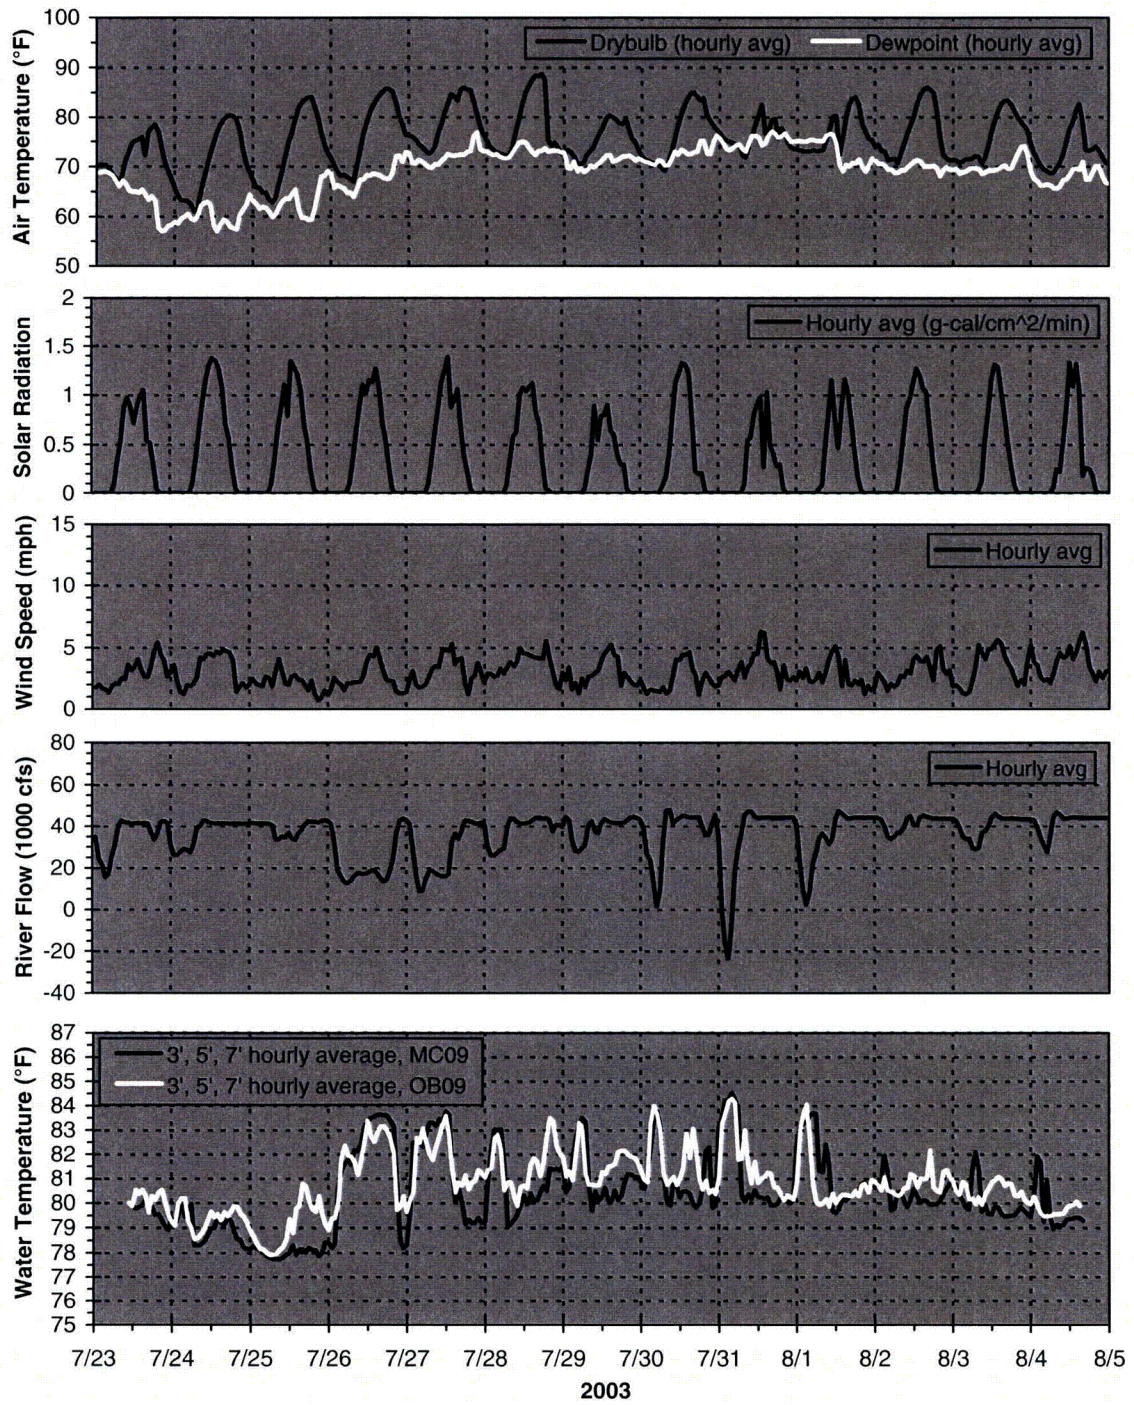 Air Temperature (°F)
100
90
80
70
60
50
Drybulb (hourly avg)
Dewpoint (hourly avg)
Solar Radiation
2
1.5
1
0.5
0
Hourly avg (g-cal/cm^2/min)
Wind Speed (mph)
15
10
5
0
Hourly avg
River Flow (1000 cfs)
80
60
40
20
0
-20
-40
Hourly avg
Water Temperature (°F)
87
86
85
84
83
82
81
80
79
78
77
76
75
3', 5', 7' hourly average, MC09
3', 5', 7' hourly average, OB09
7/23 7/24 7/25 7/26 7/27 7/28 7/29 7/30 7/31 8/1 8/2 8/3 8/4 8/5
2003